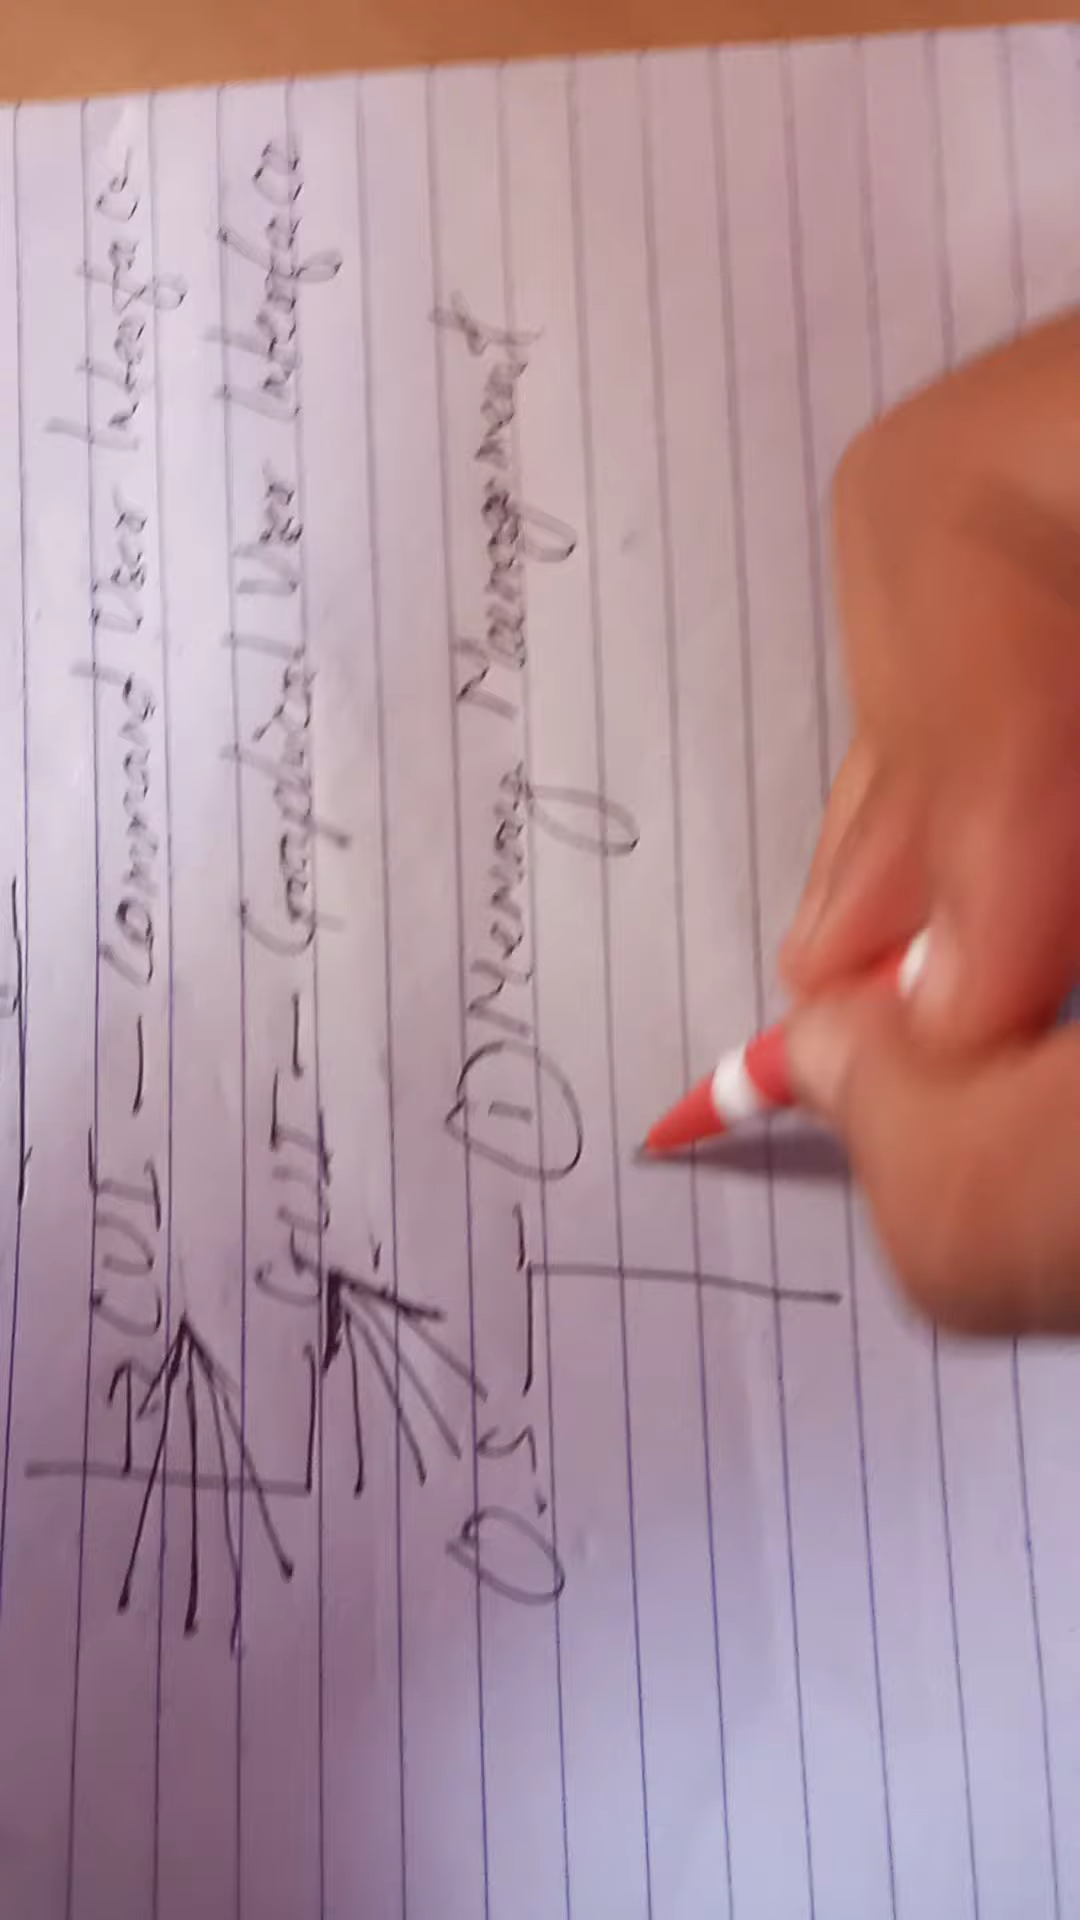 CUI - Command User Interface
GUI - Graphical User Interface
O.S - ① Memory Management